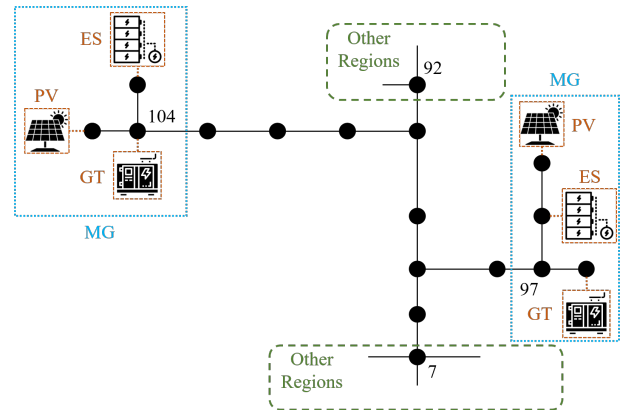 ES
PV
104
GT
MG
Other
Regions
92
MG
PV
ES
97
GT
Other
Regions
7